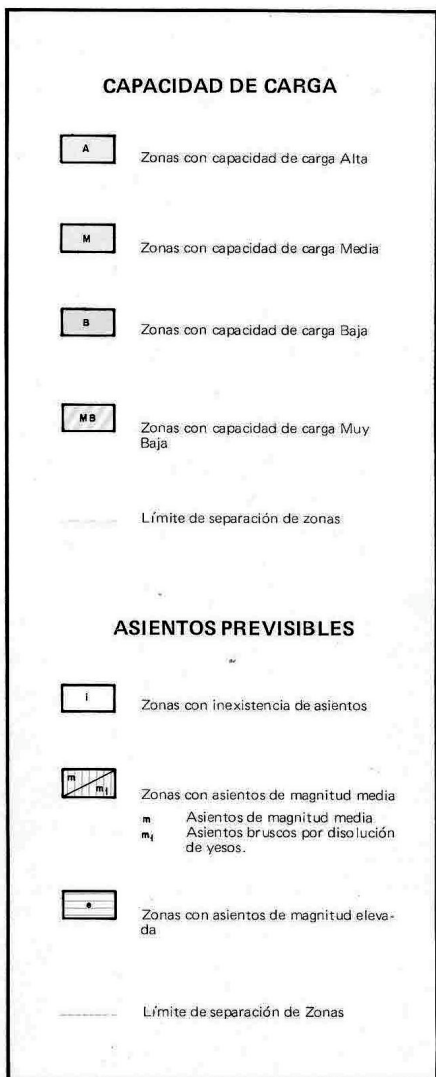 CAPACIDAD DE CARGA
A
Zonas con capacidad de carga Alta
M
Zonas con capacidad de carga Media
B
Zonas con capacidad de carga Baja
MB
Zonas con capacidad de carga Muy
Baja
Límite de separación de zonas
ASIENTOS PREVISIBLES
i
Zonas con inexistencia de asientos
m
m₁
Zonas con asientos de magnitud media
m Asientos de magnitud media
m₁ Asientos bruscos por disolución
de yesos.
e
Zonas con asientos de magnitud eleva-
da
Límite de separación de Zonas